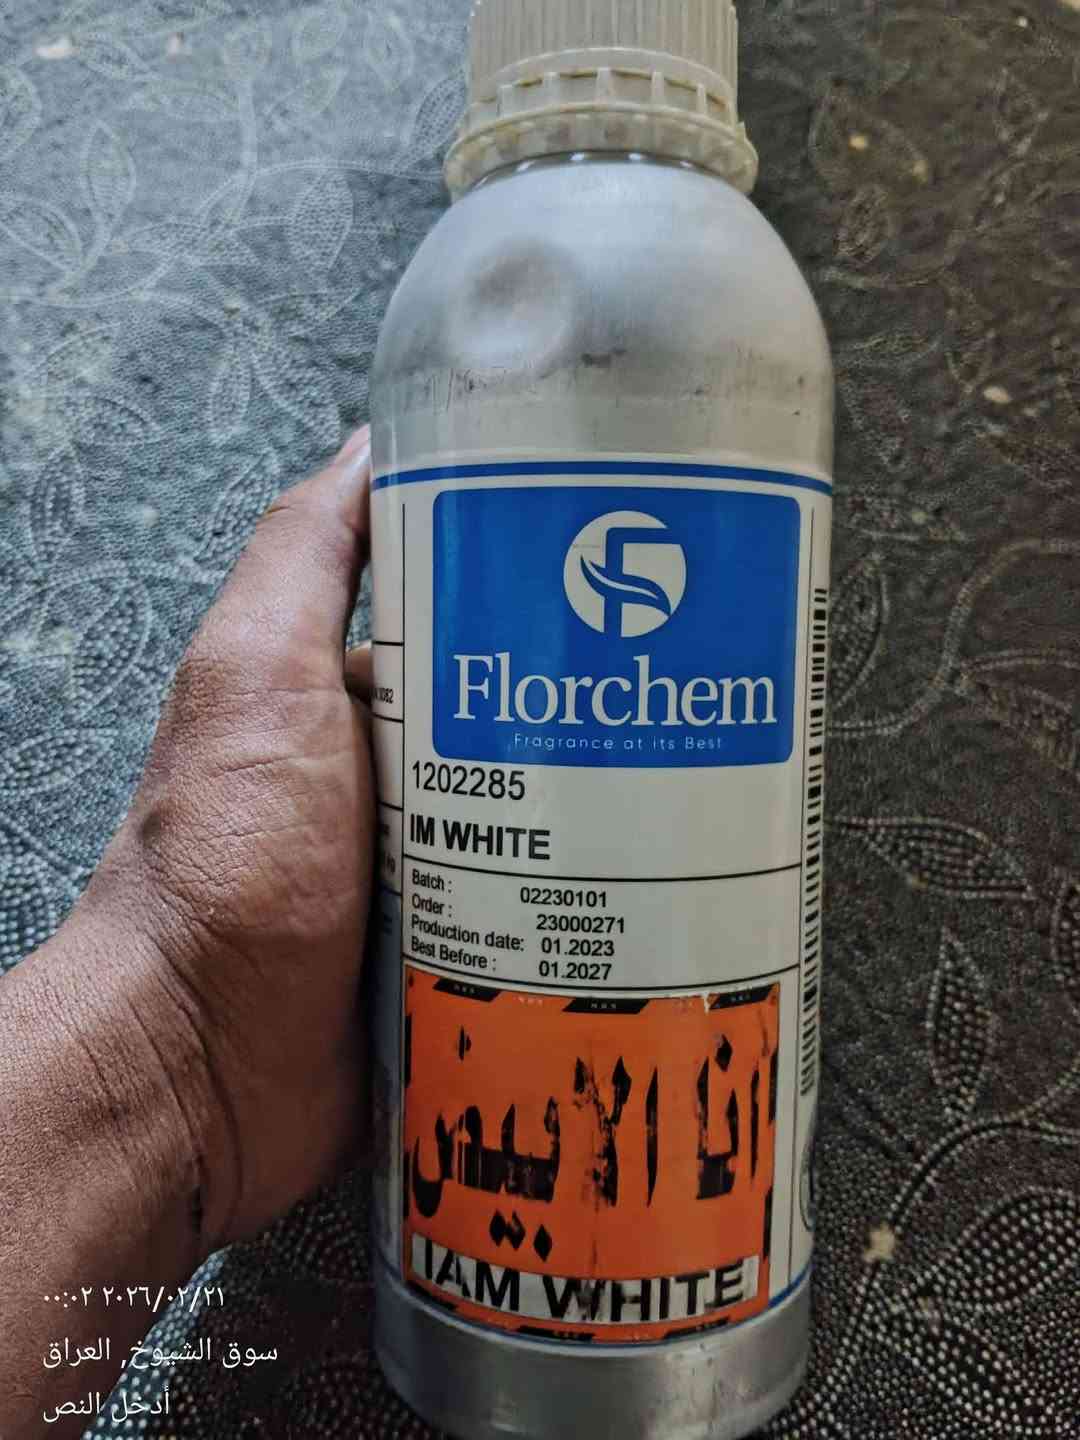 Florchem
Fragrance at its Best
1202285
IM WHITE
Batch : 02230101
Order : 23000271
Production date: 01.2023
Best Before : 01.2027
انا الابيض
IAM WHITE
٢٠٢٦/٠٢/٢١ ٠٠:٠٢
سوق الشيوخ, العراق
أدخل النص